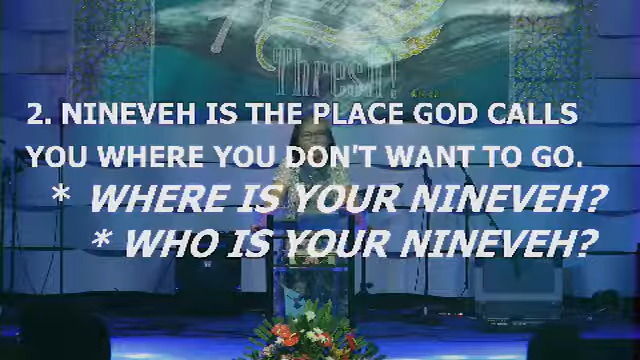 Thresh!
2. NINEVEH IS THE PLACE GOD CALLS
YOU WHERE YOU DON'T WANT TO GO.
* WHERE IS YOUR NINEVEH?
* WHO IS YOUR NINEVEH?